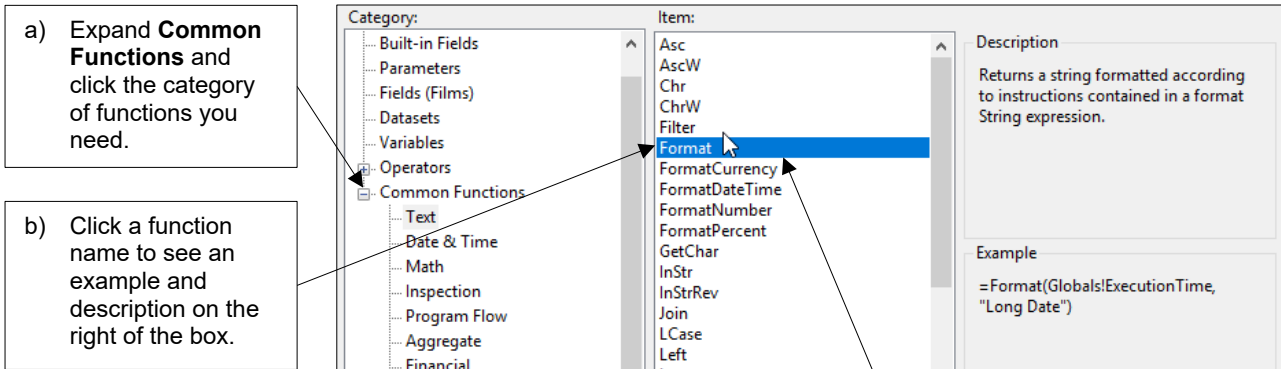 a) Expand Common
Functions and
click the category
of functions you
need.
b) Click a function
name to see an
example and
description on the
right of the box.
Category:
Built-in Fields
Parameters
Fields (Films)
Datasets
Variables
Operators
Common Functions
Text
Date & Time
Math
Inspection
Program Flow
Aggregate
Financial
Item:
Asc
AscW
Chr
ChrW
Filter
Format
FormatCurrency
FormatDateTime
FormatNumber
FormatPercent
GetChar
InStr
InStrRev
Join
LCase
Left
Description
Returns a string formatted according
to instructions contained in a format
String expression.
Example
=Format(Globals!ExecutionTime,
"Long Date")